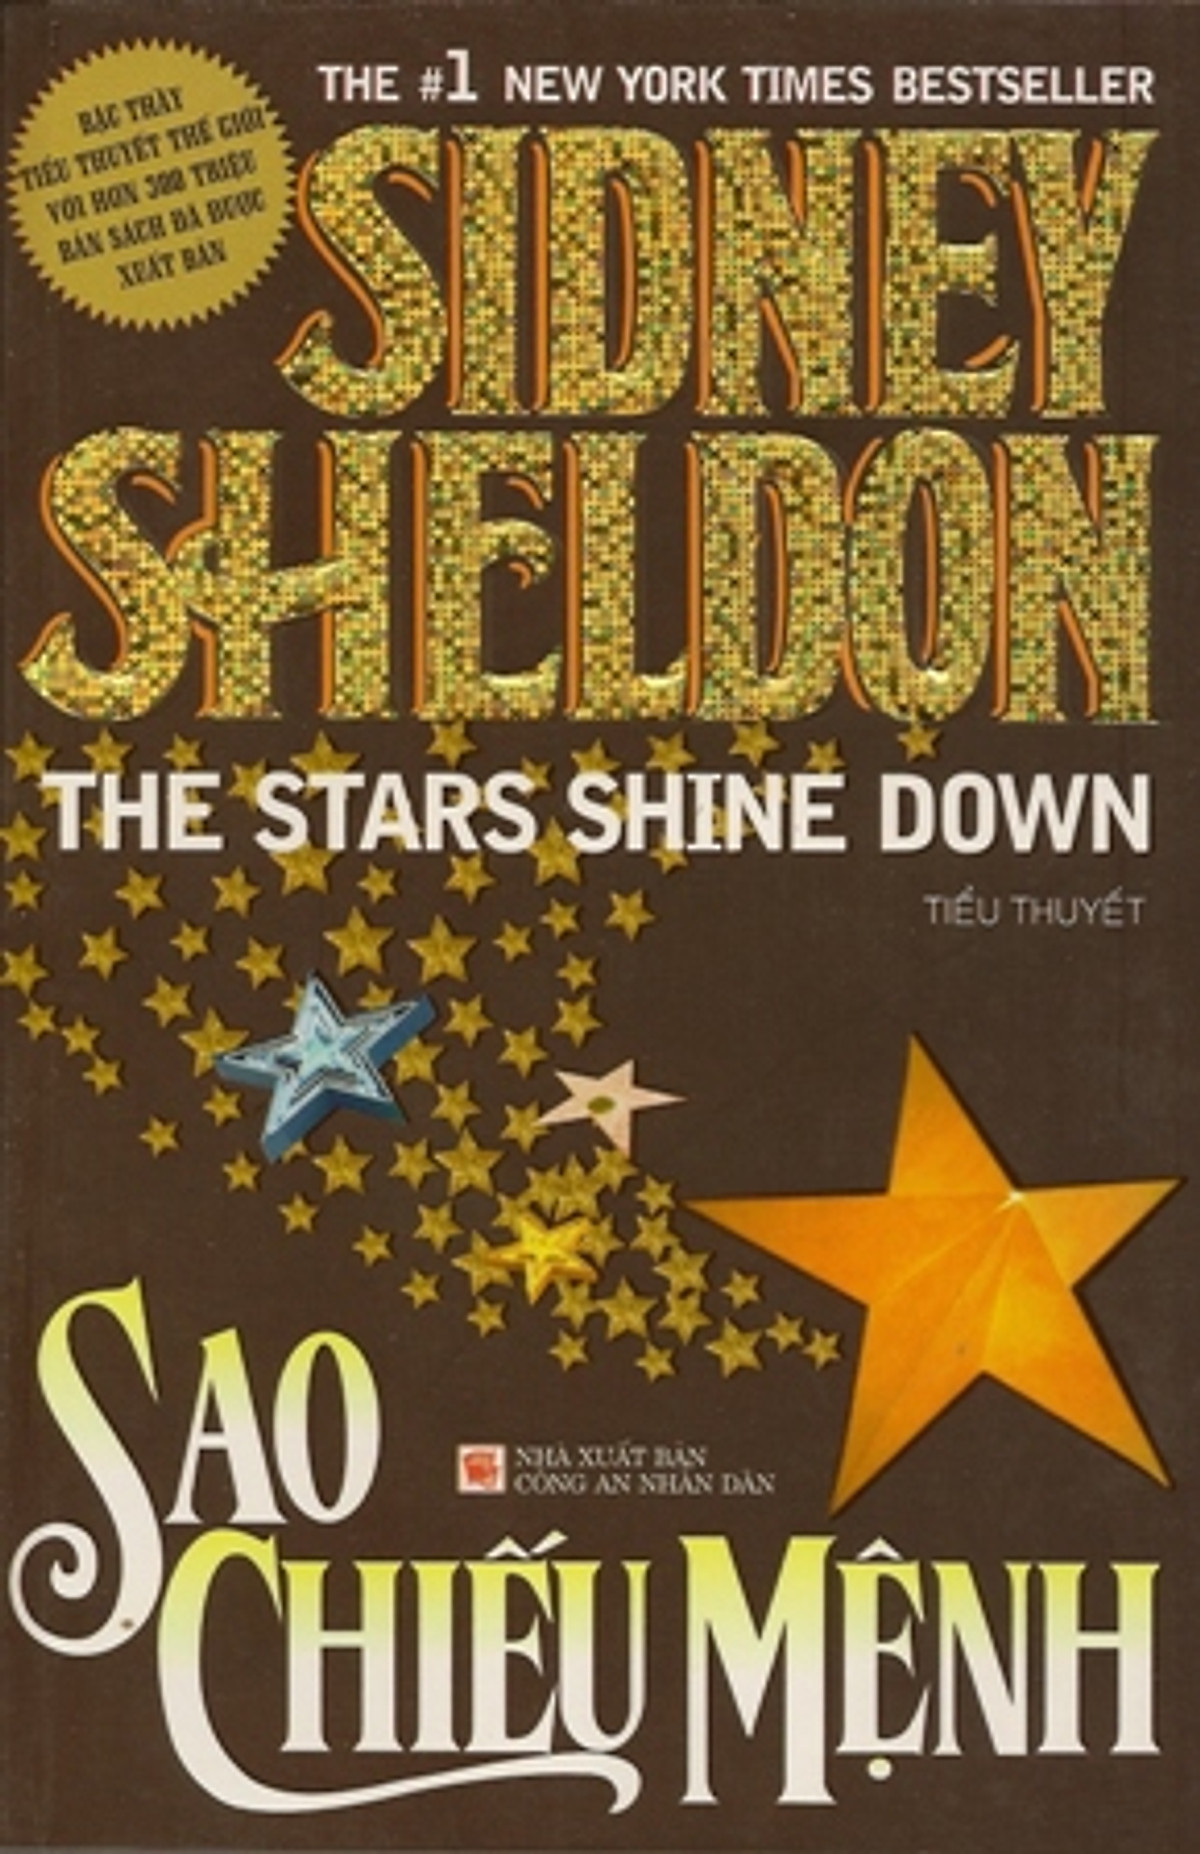 THE #1 NEW YORK TIMES BESTSELLER
BẬC THẦY
TIỂU THUYẾT THẾ GIỚI
VỚI HƠN 300 TRIỆU
BẢN SÁCH ĐÃ ĐƯỢC
XUẤT BẢN
SIDNEY
SHELDON
THE STARS SHINE DOWN
TIỂU THUYẾT
SAO
NHÀ XUẤT BẢN
CÔNG AN NHÂN DÂN
CHIẾU MỆNH